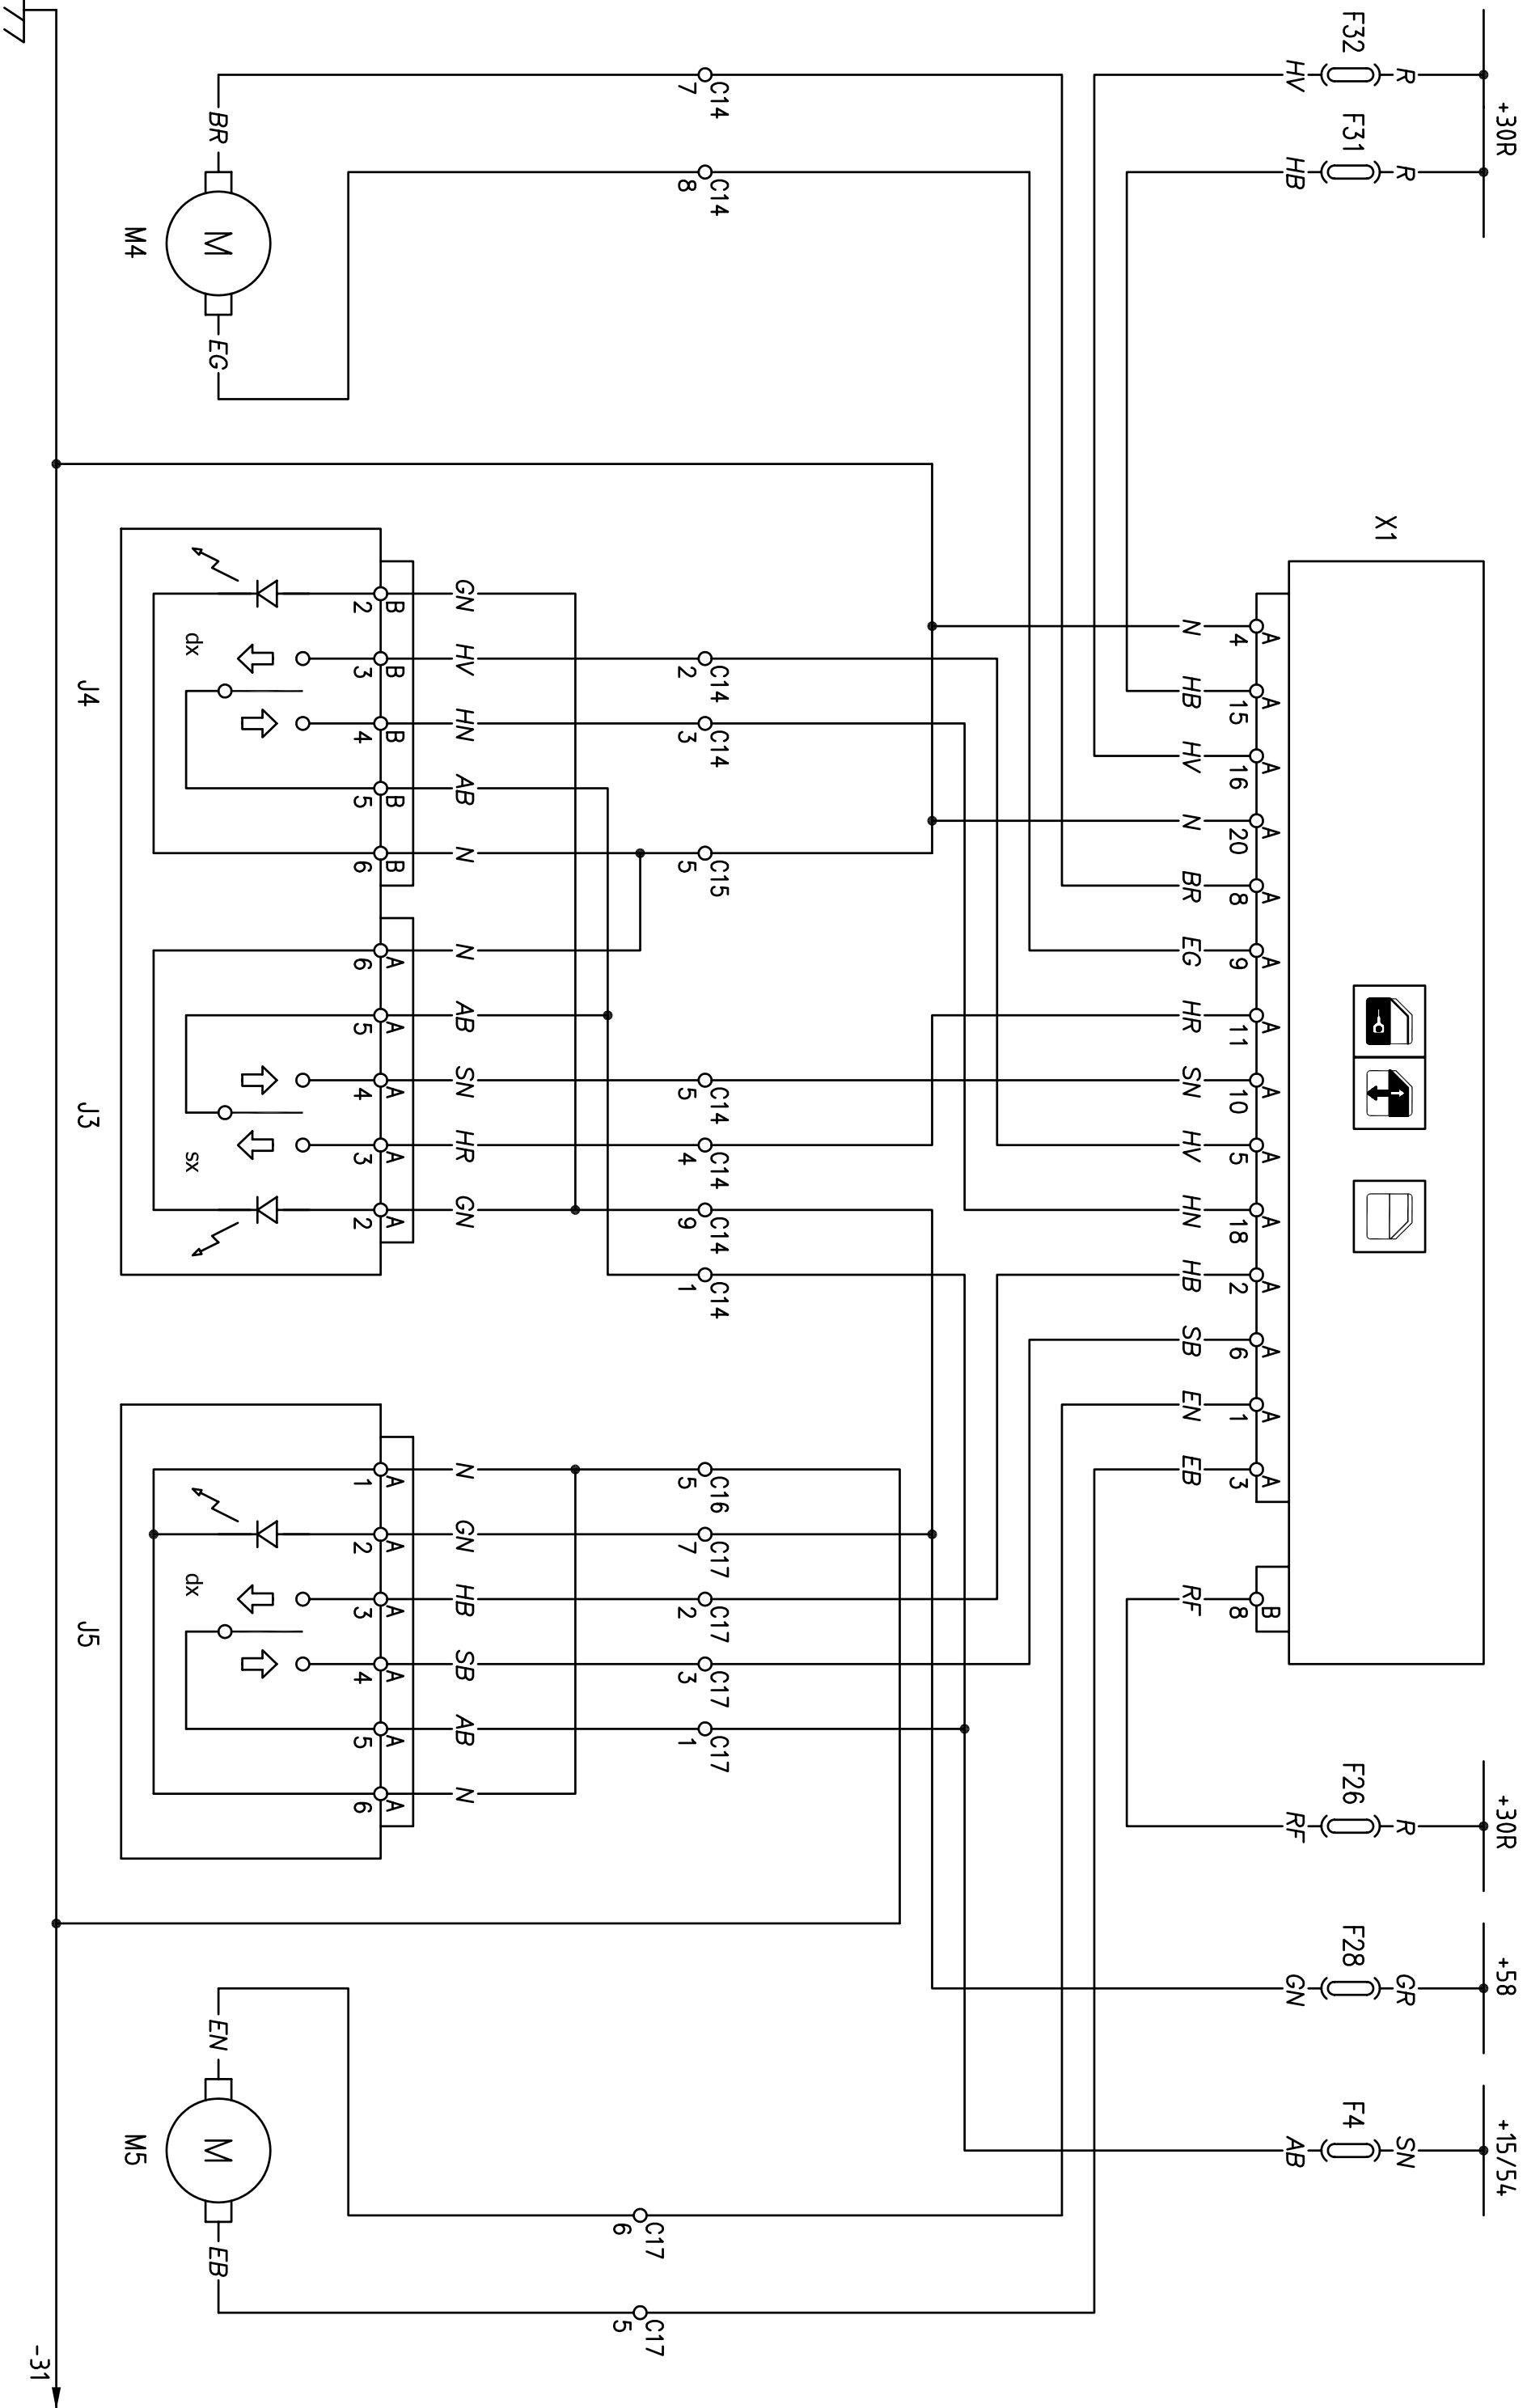 +30R +30R +58 +15/54
R R R GR SN
X1
F32 F31 F26 F28 F4
HV HB RF GN AB
A A A A A A A A A A A A A A B
4 15 16 20 8 9 11 10 5 18 2 6 1 3 8
N HB HV N BR EG HR SN HV HN HB SB EN EB RF
C14 C14 C14 C14 C15 C14 C14 C14 C14 C16 C17 C17 C17 C17
7 8 2 3 5 5 4 9 1 5 7 2 3 1
C17 C17
6 5
GN HV HN AB N N AB SN HR GN N GN HB SB AB N
B B B B B A A A A A A A A A A A
2 3 4 5 6 6 5 4 3 2 1 2 3 4 5 6
BR M EG EN M EB
dx sx dx
M4 M5
J4 J3 J5
-31